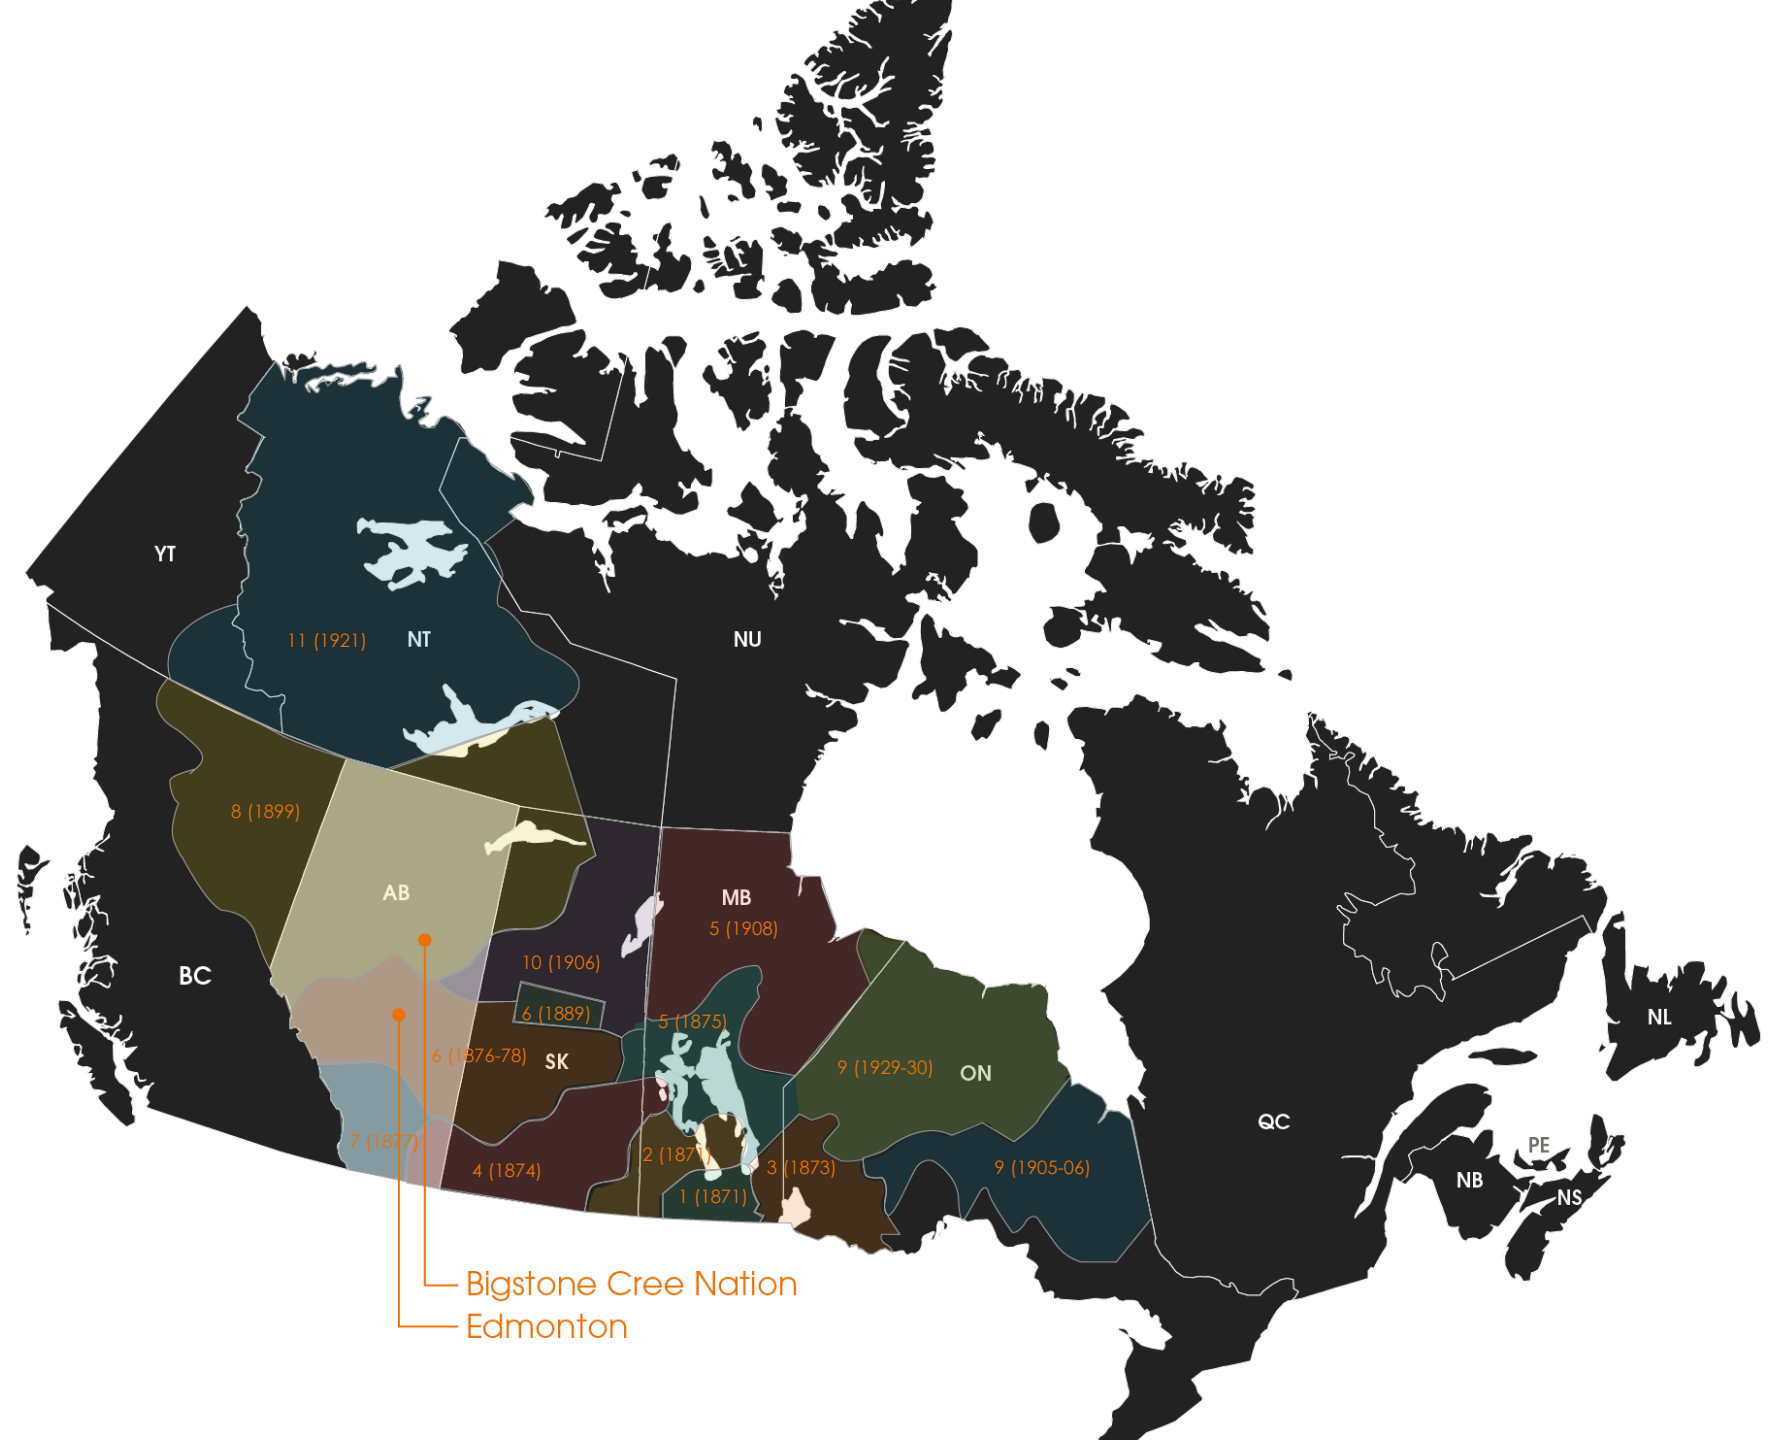 YT
11 (1921)
NT
NU
8 (1899)
AB
MB
5 (1908)
BC
10 (1906)
6 (1889)
5 (1875)
NL
6 (1876-78)
SK
9 (1929-30)
ON
QC
7 (1877)
4 (1874)
2 (1871)
3 (1873)
9 (1905-06)
PE
NB
NS
1 (1871)
Bigstone Cree Nation
Edmonton